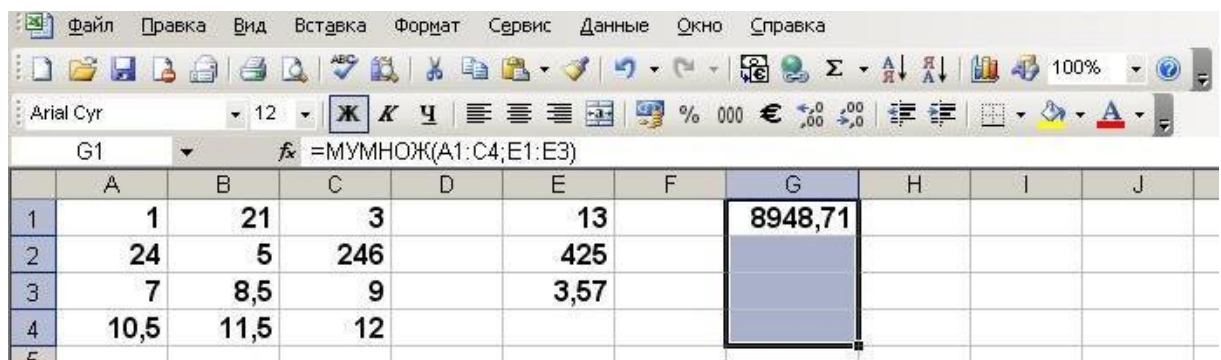 Файл Правка Вид Вставка Формат Сервис Данные Окно Справка
100%
Arial Cyr 12 Ж К Ч % 000 € A
G1 fx =МУМНОЖ(A1:C4;E1:E3)
A B C D E F G H I J
1 1 21 3 13 8948,71
2 24 5 246 425
3 7 8,5 9 3,57
4 10,5 11,5 12